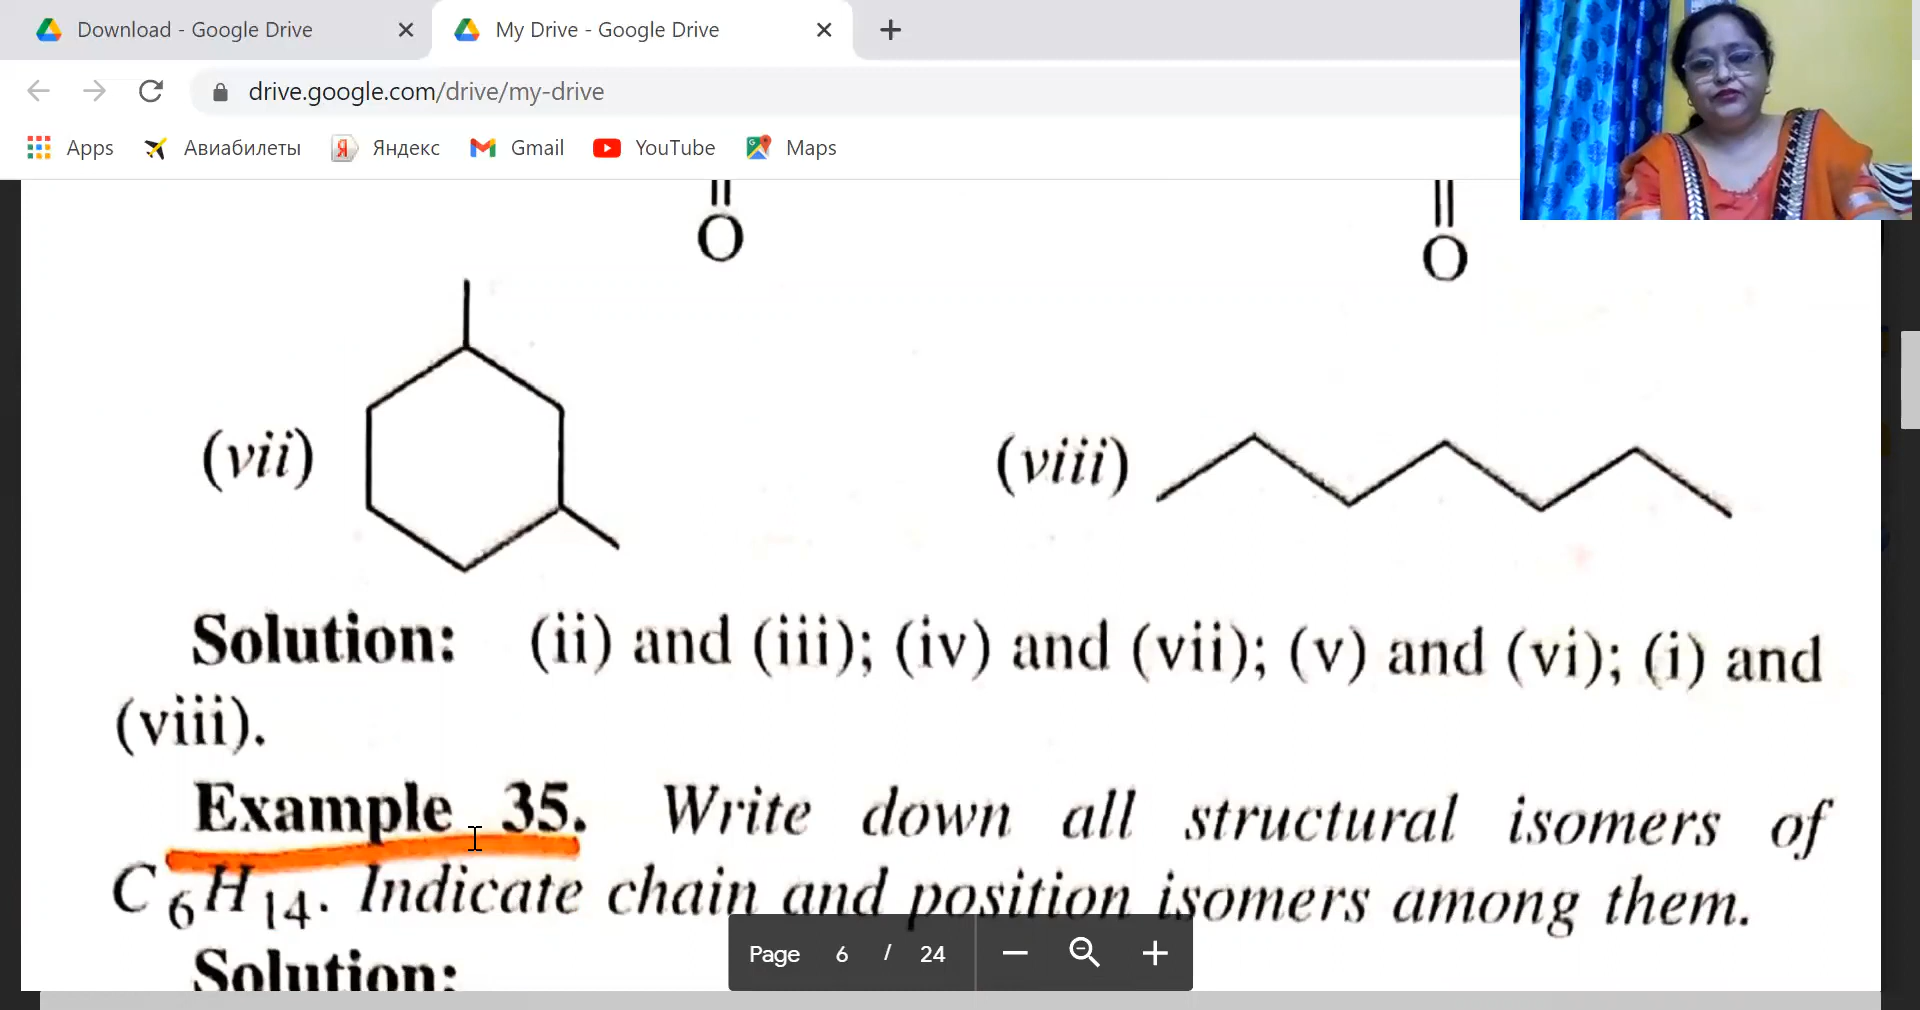 Download - Google Drive
My Drive - Google Drive
drive.google.com/drive/my-drive
Apps
Авиабилеты
Яндекс
Gmail
YouTube
Maps
O
O
(vii)
(viii)
Solution: (ii) and (iii); (iv) and (vii); (v) and (vi); (i) and
(viii).
Example 35. Write down all structural isomers of
C6H14. Indicate chain and position isomers among them.
Solution:
Page 6 / 24